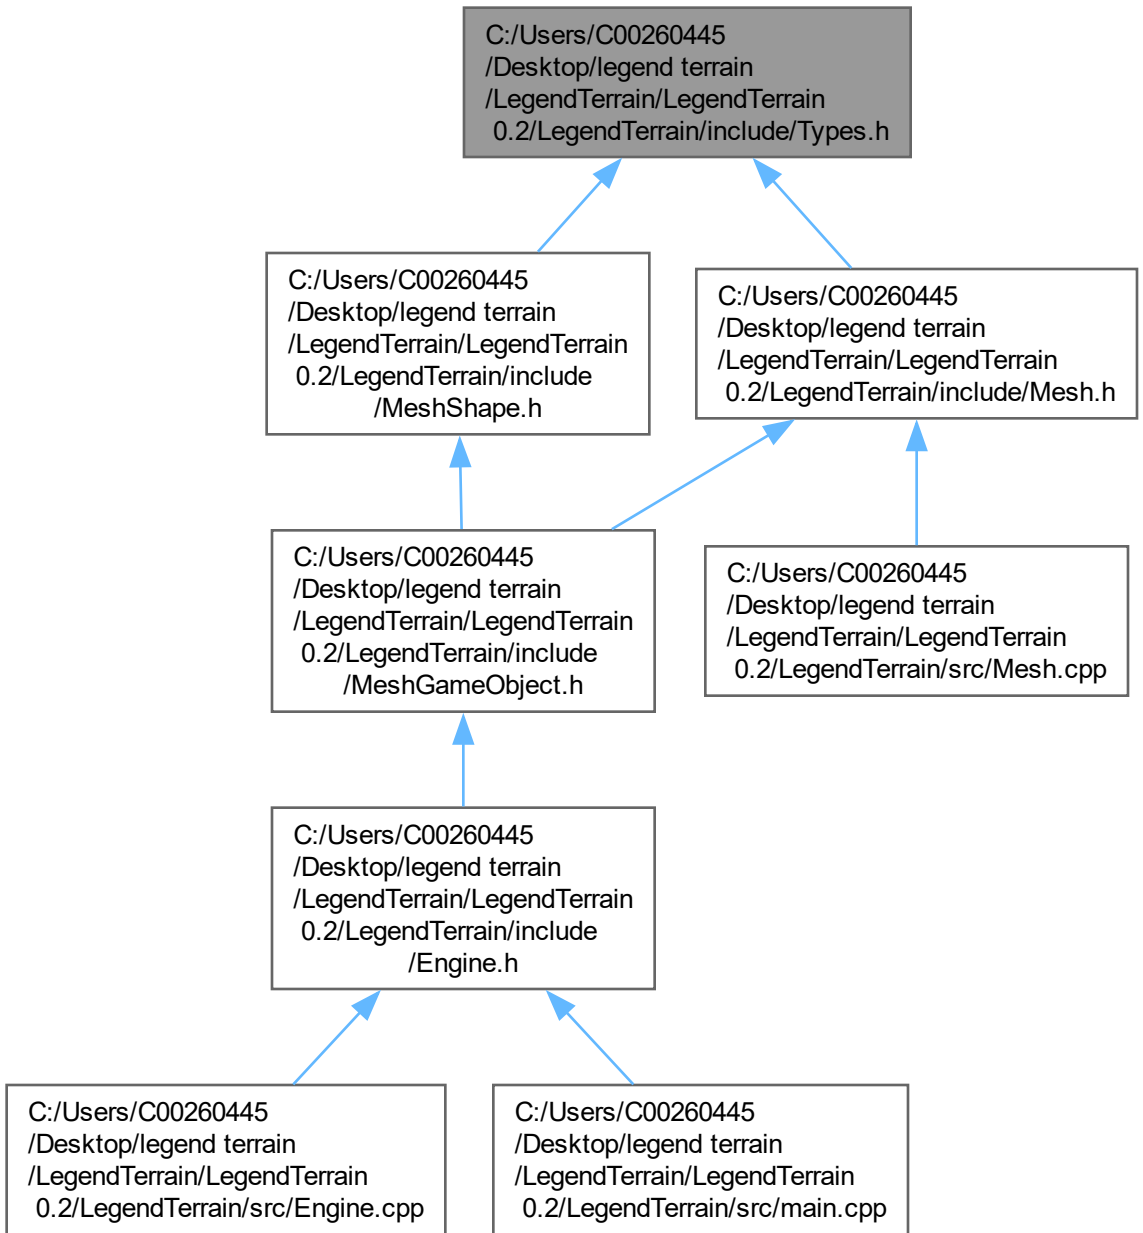 C:/Users/C00260445
/Desktop/legend terrain
/LegendTerrain/LegendTerrain
0.2/LegendTerrain/include/Types.h
C:/Users/C00260445
/Desktop/legend terrain
/LegendTerrain/LegendTerrain
0.2/LegendTerrain/include
/MeshShape.h
C:/Users/C00260445
/Desktop/legend terrain
/LegendTerrain/LegendTerrain
0.2/LegendTerrain/include/Mesh.h
C:/Users/C00260445
/Desktop/legend terrain
/LegendTerrain/LegendTerrain
0.2/LegendTerrain/include
/MeshGameObject.h
C:/Users/C00260445
/Desktop/legend terrain
/LegendTerrain/LegendTerrain
0.2/LegendTerrain/src/Mesh.cpp
C:/Users/C00260445
/Desktop/legend terrain
/LegendTerrain/LegendTerrain
0.2/LegendTerrain/include
/Engine.h
C:/Users/C00260445
/Desktop/legend terrain
/LegendTerrain/LegendTerrain
0.2/LegendTerrain/src/Engine.cpp
C:/Users/C00260445
/Desktop/legend terrain
/LegendTerrain/LegendTerrain
0.2/LegendTerrain/src/main.cpp